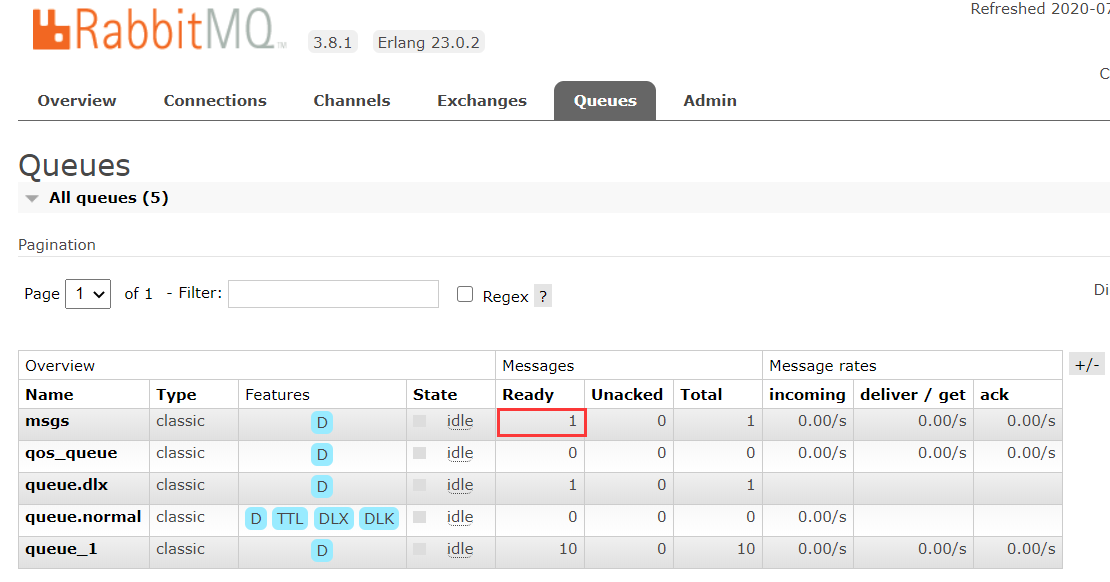 Refreshed 2020-07
RabbitMQ TM 3.8.1 Erlang 23.0.2
C
Overview Connections Channels Exchanges Queues Admin
Queues
All queues (5)
Pagination
Page 1 of 1 - Filter: Regex ?
Di
Overview Messages Message rates +/-
Name Type Features State Ready Unacked Total incoming deliver / get ack
msgs classic D idle 1 0 1 0.00/s 0.00/s 0.00/s
qos_queue classic D idle 0 0 0 0.00/s 0.00/s 0.00/s
queue.dlx classic D idle 1 0 1
queue.normal classic D TTL DLX DLK idle 0 0 0 0.00/s
queue_1 classic D idle 10 0 10 0.00/s 0.00/s 0.00/s